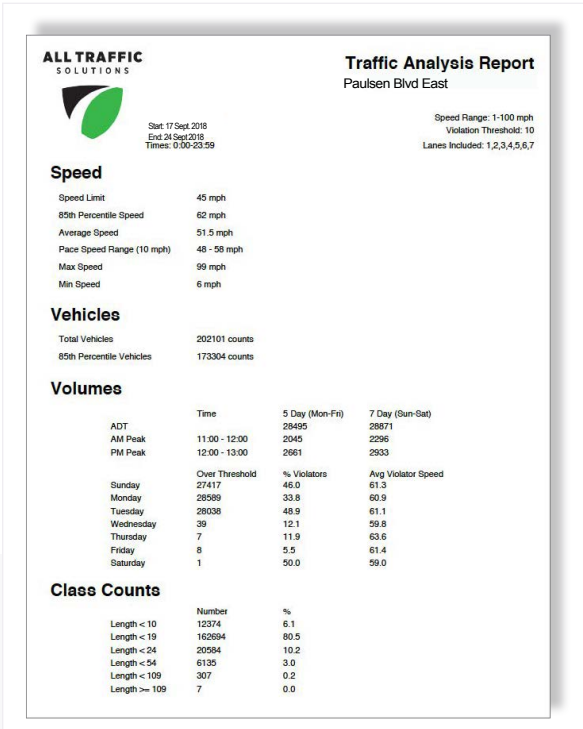 ALL TRAFFIC
SOLUTIONS
Traffic Analysis Report
Paulsen Blvd East
Start: 17 Sept. 2018
End: 24 Sept 2018
Times: 0:00-23:59
Speed Range: 1-100 mph
Violation Threshold: 10
Lanes Included: 1,2,3,4,5,6,7
Speed
Speed Limit 45 mph
85th Percentile Speed 62 mph
Average Speed 51.5 mph
Pace Speed Range (10 mph) 48 - 58 mph
Max Speed 99 mph
Min Speed 6 mph
Vehicles
Total Vehicles 202101 counts
85th Percentile Vehicles 173304 counts
Volumes
Time 5 Day (Mon-Fri) 7 Day (Sun-Sat)
ADT 28495 28871
AM Peak 11:00 - 12:00 2045 2296
PM Peak 12:00 - 13:00 2661 2933
Over Threshold % Violators Avg Violator Speed
Sunday 27417 46.0 61.3
Monday 28589 33.8 60.9
Tuesday 28038 48.9 61.1
Wednesday 39 12.1 59.8
Thursday 7 11.9 63.6
Friday 8 5.5 61.4
Saturday 1 50.0 59.0
Class Counts
Number %
Length < 10 12374 6.1
Length < 19 162694 80.5
Length < 24 20584 10.2
Length < 54 6135 3.0
Length < 109 307 0.2
Length >= 109 7 0.0